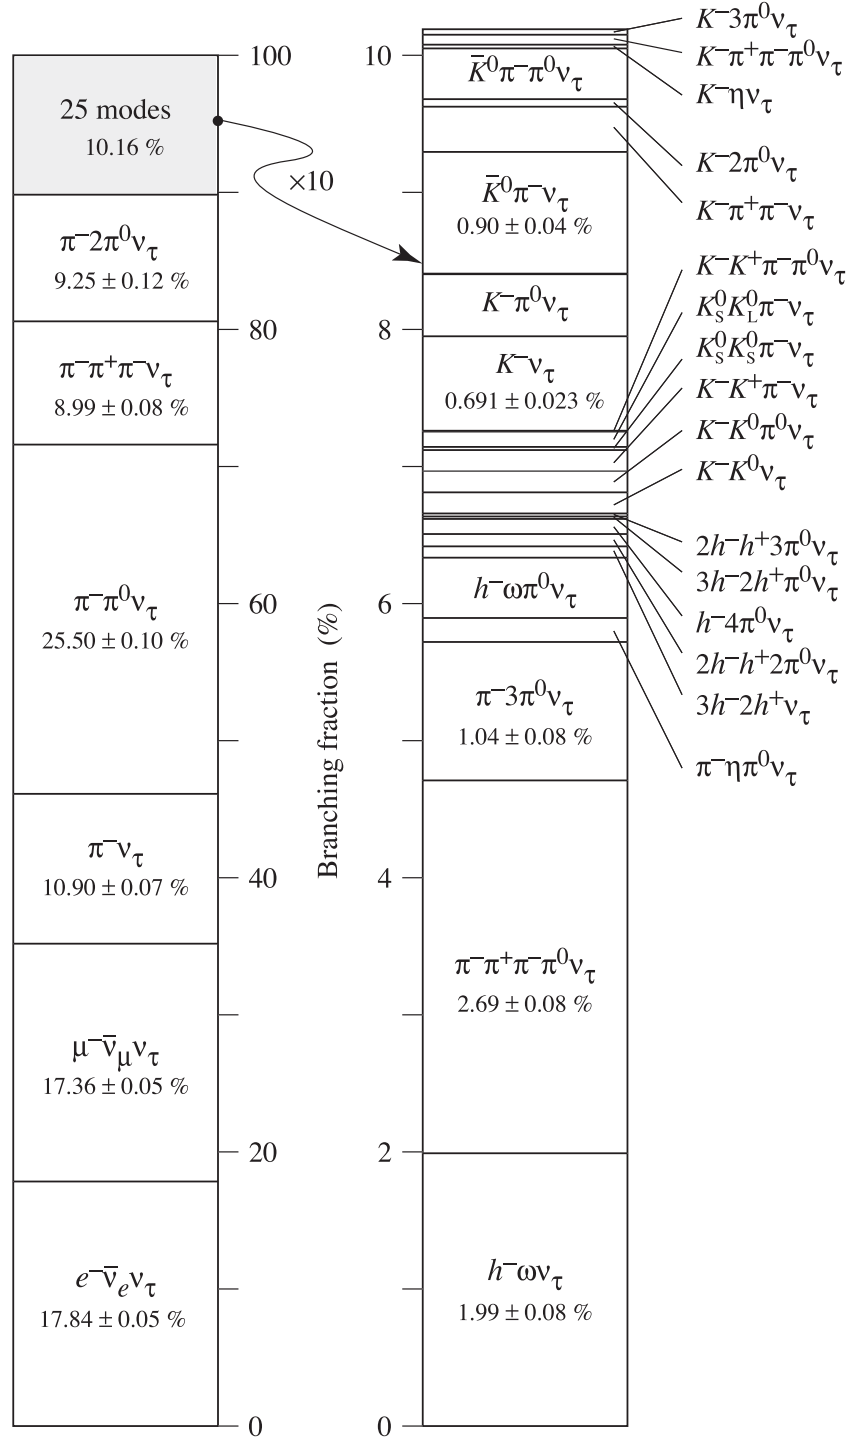 25 modes
10.16 %
π⁻2π⁰ν_τ
9.25 ± 0.12 %
π⁻π⁺π⁻ν_τ
8.99 ± 0.08 %
π⁻π⁰ν_τ
25.50 ± 0.10 %
π⁻ν_τ
10.90 ± 0.07 %
μ⁻ν̄_μν_τ
17.36 ± 0.05 %
e⁻ν̄_eν_τ
17.84 ± 0.05 %
100
80
60
40
20
0
×10
Branching fraction (%)
10
8
6
4
2
0
K̄⁰π⁻π⁰ν_τ
K̄⁰π⁻ν_τ
0.90 ± 0.04 %
K⁻π⁰ν_τ
K⁻ν_τ
0.691 ± 0.023 %
h⁻ωπ⁰ν_τ
π⁻3π⁰ν_τ
1.04 ± 0.08 %
π⁻π⁺π⁻π⁰ν_τ
2.69 ± 0.08 %
h⁻ων_τ
1.99 ± 0.08 %
K⁻3π⁰ν_τ
K⁻π⁺π⁻π⁰ν_τ
K⁻ην_τ
K⁻2π⁰ν_τ
K⁻π⁺π⁻ν_τ
K⁻K⁺π⁻π⁰ν_τ
K⁰_S K⁰_L π⁻ν_τ
K⁰_S K⁰_S π⁻ν_τ
K⁻K⁺π⁻ν_τ
K⁻K⁰π⁰ν_τ
K⁻K⁰ν_τ
2h⁻h⁺3π⁰ν_τ
3h⁻2h⁺π⁰ν_τ
h⁻4π⁰ν_τ
2h⁻h⁺2π⁰ν_τ
3h⁻2h⁺ν_τ
π⁻ηπ⁰ν_τ